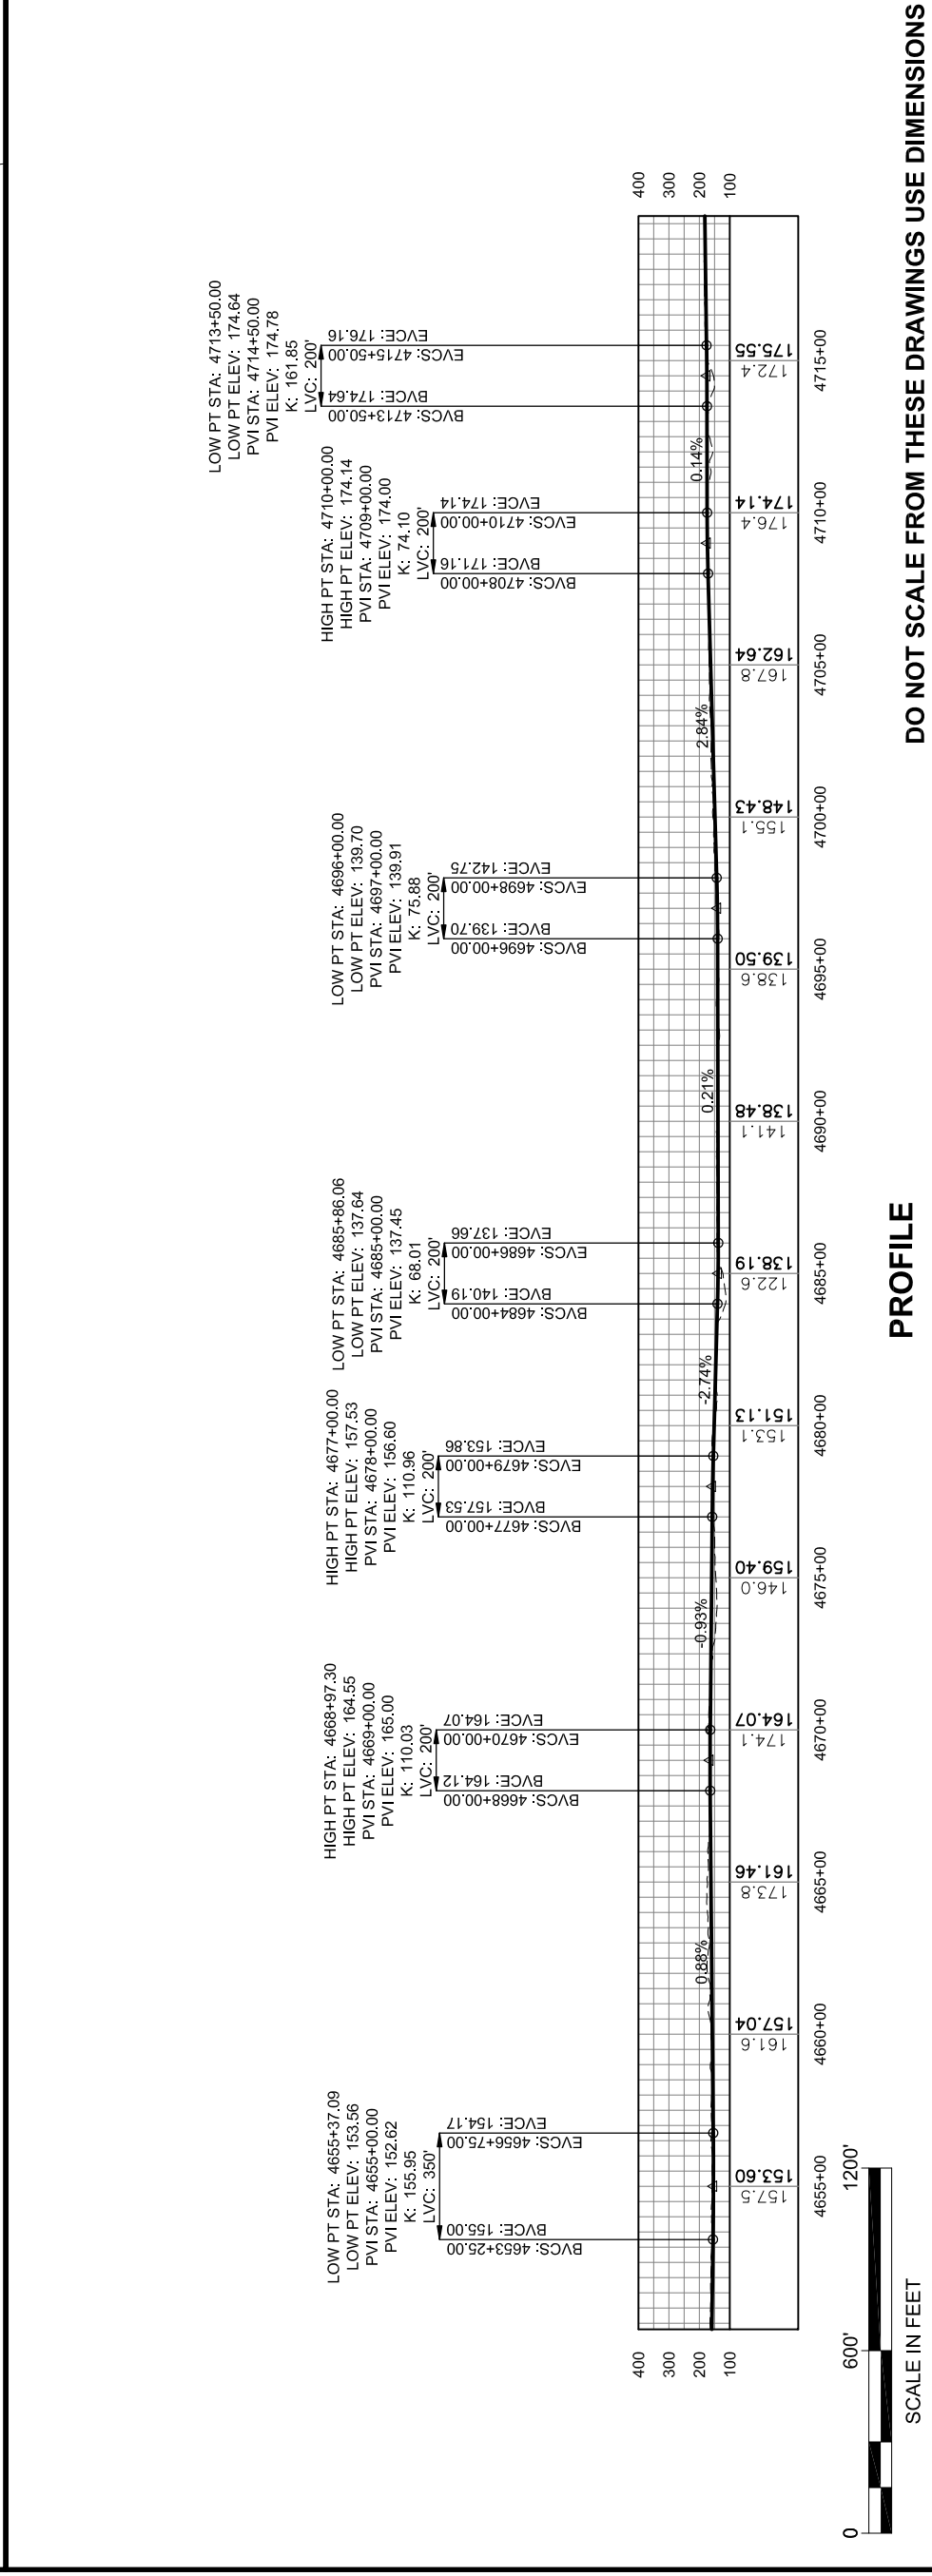 LOW PT STA: 4655+37.09
LOW PT ELEV: 153.56
PVI STA: 4655+00.00
PVI ELEV: 152.62
K: 155.95
LVC: 350'
BVCS: 4653+25.00
BVCE: 155.00
EVCS: 4656+75.00
EVCE: 154.17
HIGH PT STA: 4668+97.30
HIGH PT ELEV: 164.55
PVI STA: 4669+00.00
PVI ELEV: 165.00
K: 110.03
LVC: 200'
BVCS: 4668+00.00
BVCE: 164.12
EVCS: 4670+00.00
EVCE: 164.07
HIGH PT STA: 4677+00.00
HIGH PT ELEV: 157.53
PVI STA: 4678+00.00
PVI ELEV: 156.60
K: 110.96
LVC: 200'
BVCS: 4677+00.00
BVCE: 157.53
EVCS: 4679+00.00
EVCE: 153.86
LOW PT STA: 4685+86.06
LOW PT ELEV: 137.64
PVI STA: 4685+00.00
PVI ELEV: 137.45
K: 68.01
LVC: 200'
BVCS: 4684+00.00
BVCE: 140.19
EVCS: 4686+00.00
EVCE: 137.66
LOW PT STA: 4696+00.00
LOW PT ELEV: 139.70
PVI STA: 4697+00.00
PVI ELEV: 139.91
K: 75.88
LVC: 200'
BVCS: 4696+00.00
BVCE: 139.70
EVCS: 4698+00.00
EVCE: 142.75
HIGH PT STA: 4710+00.00
HIGH PT ELEV: 174.14
PVI STA: 4709+00.00
PVI ELEV: 174.00
K: 74.10
LVC: 200'
BVCS: 4708+00.00
BVCE: 171.16
EVCS: 4710+00.00
EVCE: 174.14
LOW PT STA: 4713+50.00
LOW PT ELEV: 174.64
PVI STA: 4714+50.00
PVI ELEV: 174.78
K: 161.85
LVC: 200'
BVCS: 4713+50.00
BVCE: 174.64
EVCS: 4715+50.00
EVCE: 176.16
400 400
300 300
200 200
100 100
0.88% -0.93% -2.74% 0.21% 2.84% 0.14%
153.60 157.04 161.46 164.07 159.40 151.13 138.19 138.48 139.50 148.43 162.64 174.14 175.55
157.5 161.6 173.8 174.1 146.0 153.1 122.6 141.1 138.6 155.1 167.8 176.4 172.4
4655+00 4660+00 4665+00 4670+00 4675+00 4680+00 4685+00 4690+00 4695+00 4700+00 4705+00 4710+00 4715+00
0 600' 1200'
SCALE IN FEET
PROFILE
DO NOT SCALE FROM THESE DRAWINGS USE DIMENSIONS